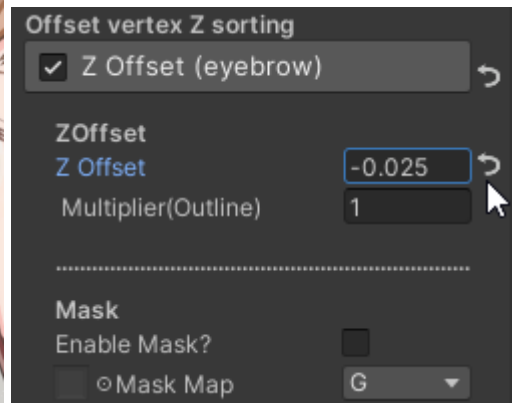 Offset vertex Z sorting
Z Offset (eyebrow)
ZOffset
Z Offset -0.025
Multiplier(Outline) 1
Mask
Enable Mask?
Mask Map G